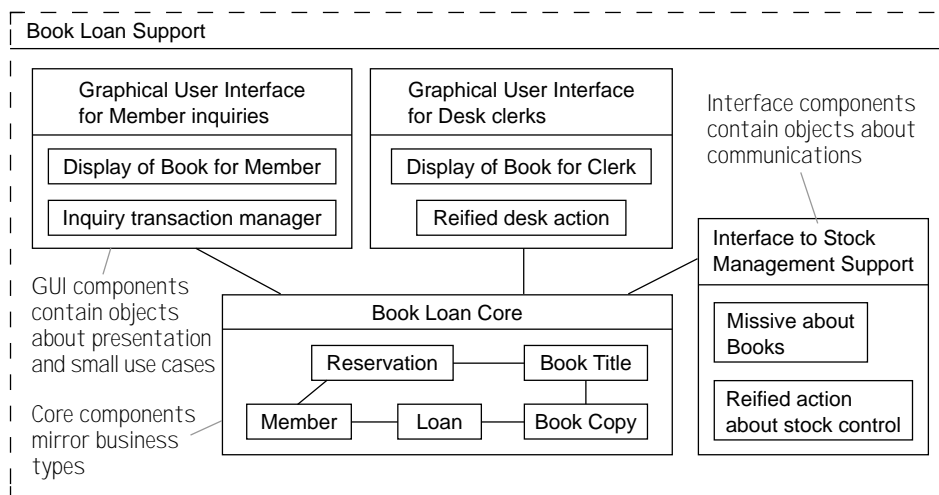 Book Loan Support
Graphical User Interface
for Member inquiries
Display of Book for Member
Inquiry transaction manager
Graphical User Interface
for Desk clerks
Display of Book for Clerk
Reified desk action
Interface components
contain objects about
communications
Interface to Stock
Management Support
Missive about
Books
Reified action
about stock control
GUI components
contain objects
about presentation
and small use cases
Book Loan Core
Reservation
Book Title
Member
Loan
Book Copy
Core components
mirror business
types